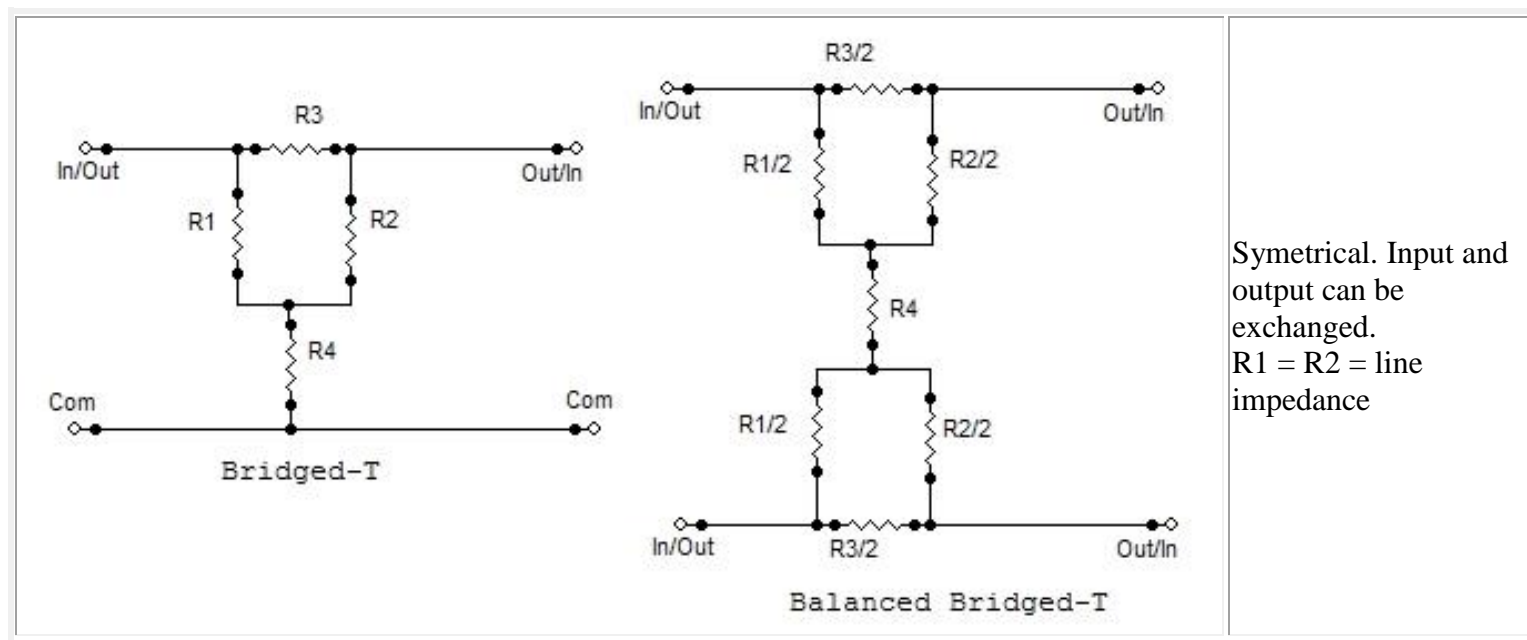 R3
In/Out
Out/In
R1
R2
R4
Com
Com
Bridged-T
R3/2
In/Out
Out/In
R1/2
R2/2
R4
R1/2
R2/2
In/Out
R3/2
Out/In
Balanced Bridged-T
Symetrical. Input and
output can be
exchanged.
R1 = R2 = line
impedance